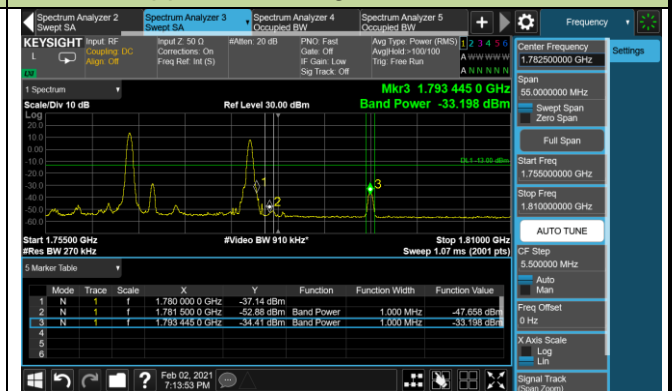 Spectrum Analyzer 2
Swept SA
Spectrum Analyzer 3
Swept SA
Spectrum Analyzer 4
Occupied BW
Spectrum Analyzer 5
Occupied BW
Frequency
KEYSIGHT
L
LXI
Input: RF
Coupling: DC
Align: Off
Input Z: 50 Ω
Corrections: On
Freq Ref: Int (S)
#Atten: 20 dB
PNO: Fast
Gate: Off
IF Gain: Low
Sig Track: Off
Avg Type: Power (RMS)
Avg|Hold:>100/100
Trig: Free Run
1 2 3 4 5 6
A W W W W W
A N N N N N
1 Spectrum
Scale/Div 10 dB
Log
Ref Level 30.00 dBm
Mkr3 1.793 445 0 GHz
Band Power -33.198 dBm
20.0
10.0
0.00
-10.0
-20.0
-30.0
-40.0
-50.0
-60.0
DL1 -13.00 dBm
1
2
3
Start 1.75500 GHz
#Res BW 270 kHz
#Video BW 910 kHz*
Stop 1.81000 GHz
Sweep 1.07 ms (2001 pts)
5 Marker Table
Mode Trace Scale X Y Function Function Width Function Value
1 N 1 f 1.780 000 0 GHz -37.14 dBm
2 N 1 f 1.781 500 0 GHz -52.88 dBm Band Power 1.000 MHz -47.658 dBm
3 N 1 f 1.793 445 0 GHz -34.41 dBm Band Power 1.000 MHz -33.198 dBm
4
5
6
Feb 02, 2021
7:13:53 PM
Center Frequency
1.782500000 GHz
Span
55.0000000 MHz
Swept Span
Zero Span
Full Span
Start Freq
1.755000000 GHz
Stop Freq
1.810000000 GHz
AUTO TUNE
CF Step
5.500000 MHz
Auto
Man
Freq Offset
0 Hz
X Axis Scale
Log
Lin
Signal Track
(Span Zoom)
Settings